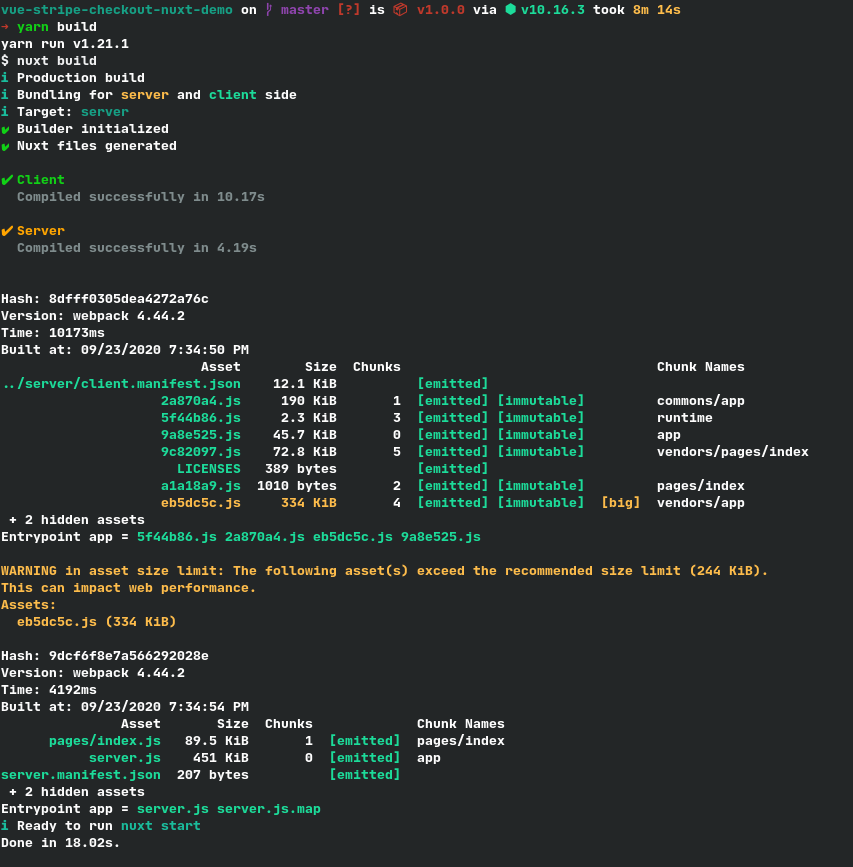 vue-stripe-checkout-nuxt-demo on master [?] is 📦 v1.0.0 via ⬢ v10.16.3 took 8m 14s
→ yarn build
yarn run v1.21.1
$ nuxt build
i Production build
i Bundling for server and client side
i Target: server
✔ Builder initialized
✔ Nuxt files generated
✔ Client
Compiled successfully in 10.17s
✔ Server
Compiled successfully in 4.19s
Hash: 8dfff0305dea4272a76c
Version: webpack 4.44.2
Time: 10173ms
Built at: 09/23/2020 7:34:50 PM
Asset Size Chunks Chunk Names
../server/client.manifest.json 12.1 KiB [emitted]
2a870a4.js 190 KiB 1 [emitted] [immutable] commons/app
5f44b86.js 2.3 KiB 3 [emitted] [immutable] runtime
9a8e525.js 45.7 KiB 0 [emitted] [immutable] app
9c82097.js 72.8 KiB 5 [emitted] [immutable] vendors/pages/index
LICENSES 389 bytes [emitted]
a1a18a9.js 1010 bytes 2 [emitted] [immutable] pages/index
eb5dc5c.js 334 KiB 4 [emitted] [immutable] [big] vendors/app
+ 2 hidden assets
Entrypoint app = 5f44b86.js 2a870a4.js eb5dc5c.js 9a8e525.js
WARNING in asset size limit: The following asset(s) exceed the recommended size limit (244 KiB).
This can impact web performance.
Assets:
eb5dc5c.js (334 KiB)
Hash: 9dcf6f8e7a566292028e
Version: webpack 4.44.2
Time: 4192ms
Built at: 09/23/2020 7:34:54 PM
Asset Size Chunks Chunk Names
pages/index.js 89.5 KiB 1 [emitted] pages/index
server.js 451 KiB 0 [emitted] app
server.manifest.json 207 bytes [emitted]
+ 2 hidden assets
Entrypoint app = server.js server.js.map
i Ready to run nuxt start
Done in 18.02s.